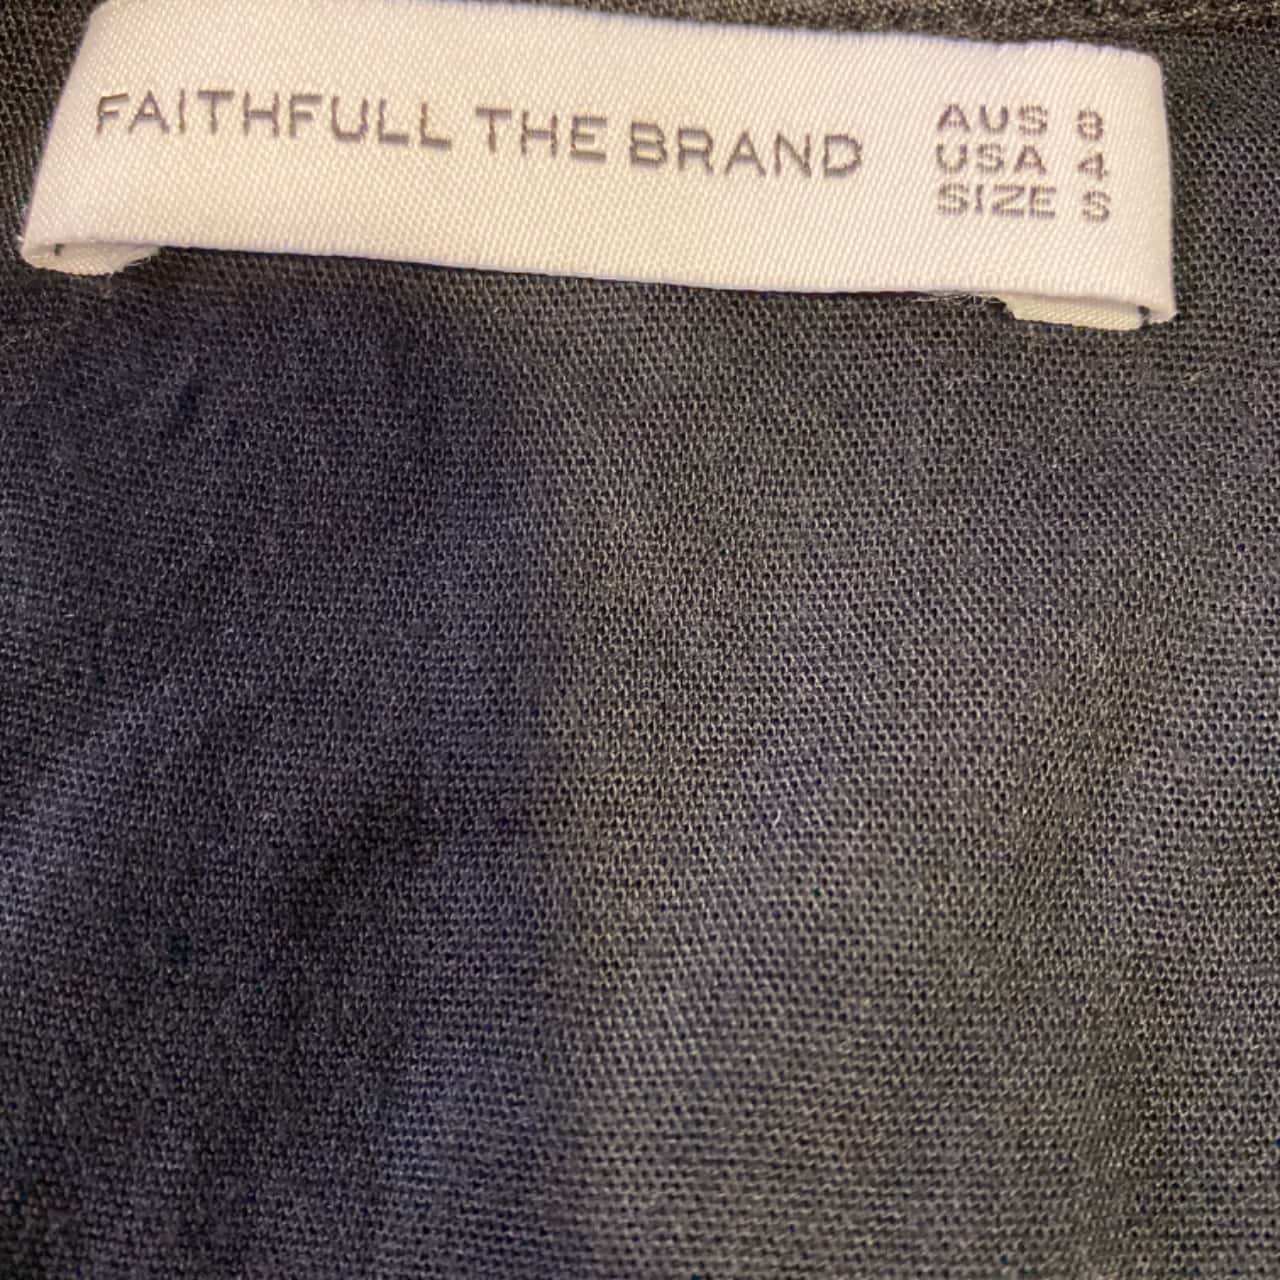 FAITHFULL THE BRAND
AUS 8
USA 4
SIZE S